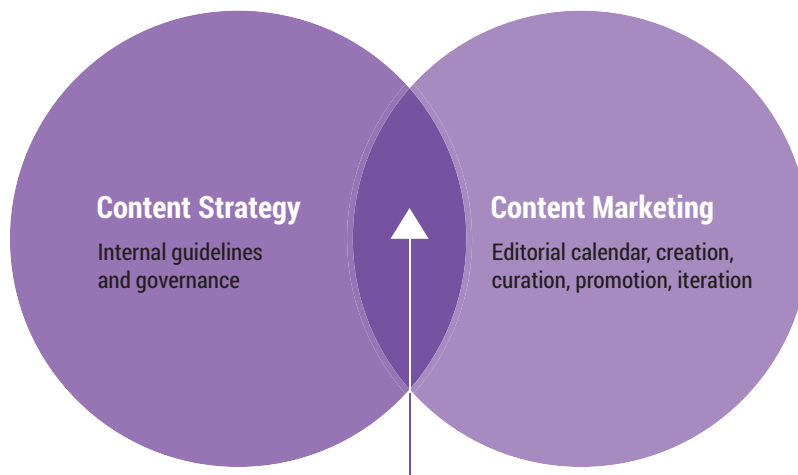 Content Strategy
Internal guidelines
and governance
Content Marketing
Editorial calendar, creation,
curation, promotion, iteration